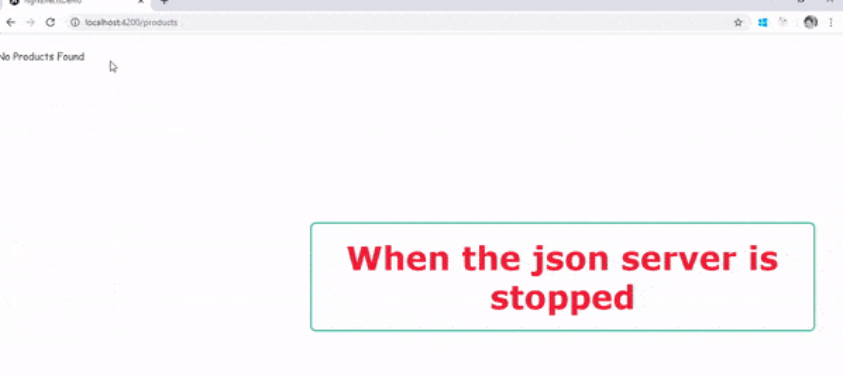 localhost:4200/products
No Products Found
When the json server is
stopped